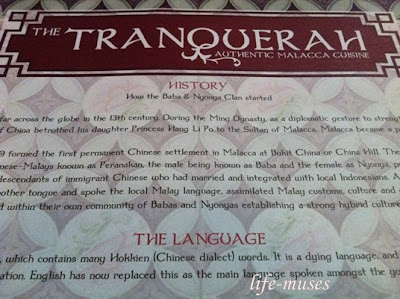 THE TRANQUERAH
AUTHENTIC MALACCA CUISINE
HISTORY
How the Baba & Nyonya Clan started
far across the globe in the 13th century. During the Ming Dynasty, as a diplomatic gesture to
of China betrothed his daughter Princess Hang Li Po to the Sultan of Malacca. Malacca became a
9 formed the first permanent Chinese settlement in Malacca at Bukit China or China Hill. The
nese-Malays known as Peranakan, the male being known as Baba and the female as Nyonya,
descendants of immigrant Chinese who had married and integrated with local Indonesians.
other tongue and spoke the local Malay language, assimilated Malay customs, culture and
d within their own community of Babas and Nyonyas establishing a strong hybrid
THE LANGUAGE
, which contains many Hokkien (Chinese dialect) words. It is a dying language, and
ation. English has now replaced this as the main language spoken amongst the
life-muses